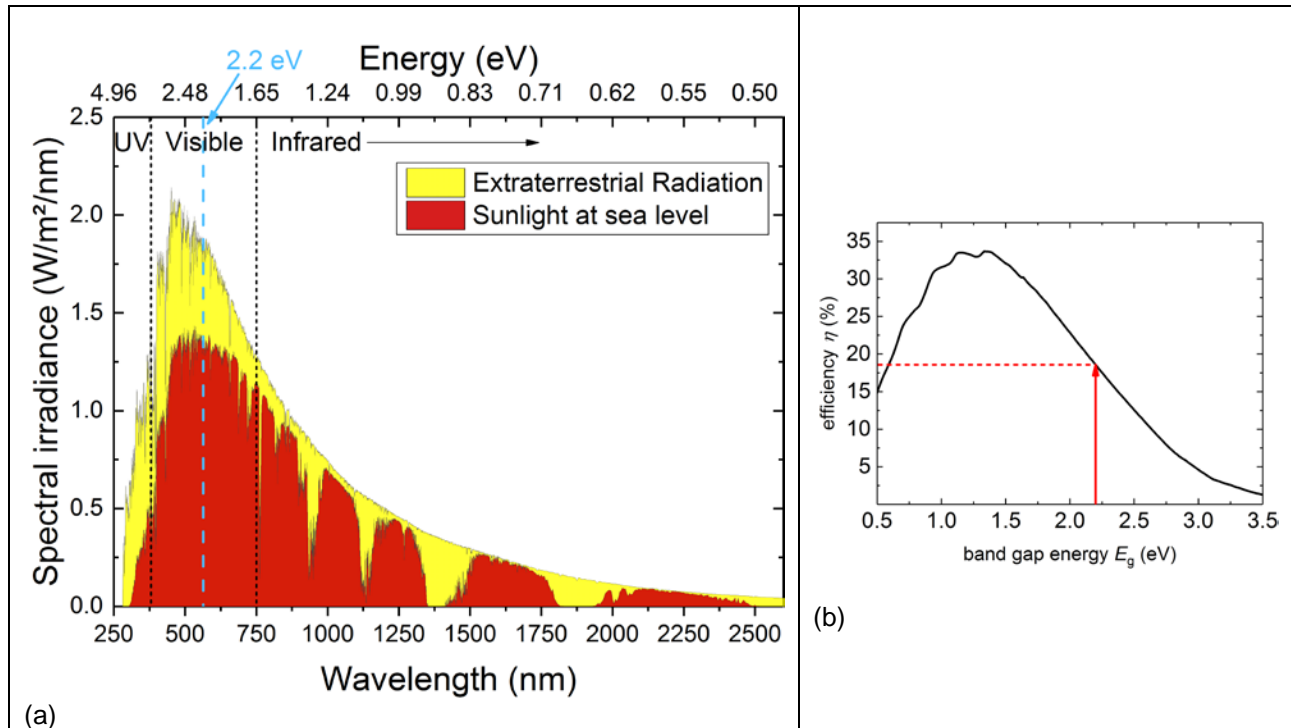 2.2 eV
Energy (eV)
4.96 2.48 1.65 1.24 0.99 0.83 0.71 0.62 0.55 0.50
2.5
UV Visible Infrared
Extraterrestrial Radiation
Sunlight at sea level
2.0
1.5
1.0
0.5
0.0
Spectral irradiance (W/m²/nm)
250 500 750 1000 1250 1500 1750 2000 2250 2500
Wavelength (nm)
(a)
35
30
25
20
15
10
5
efficiency η (%)
0.5 1.0 1.5 2.0 2.5 3.0 3.5
band gap energy Eg (eV)
(b)